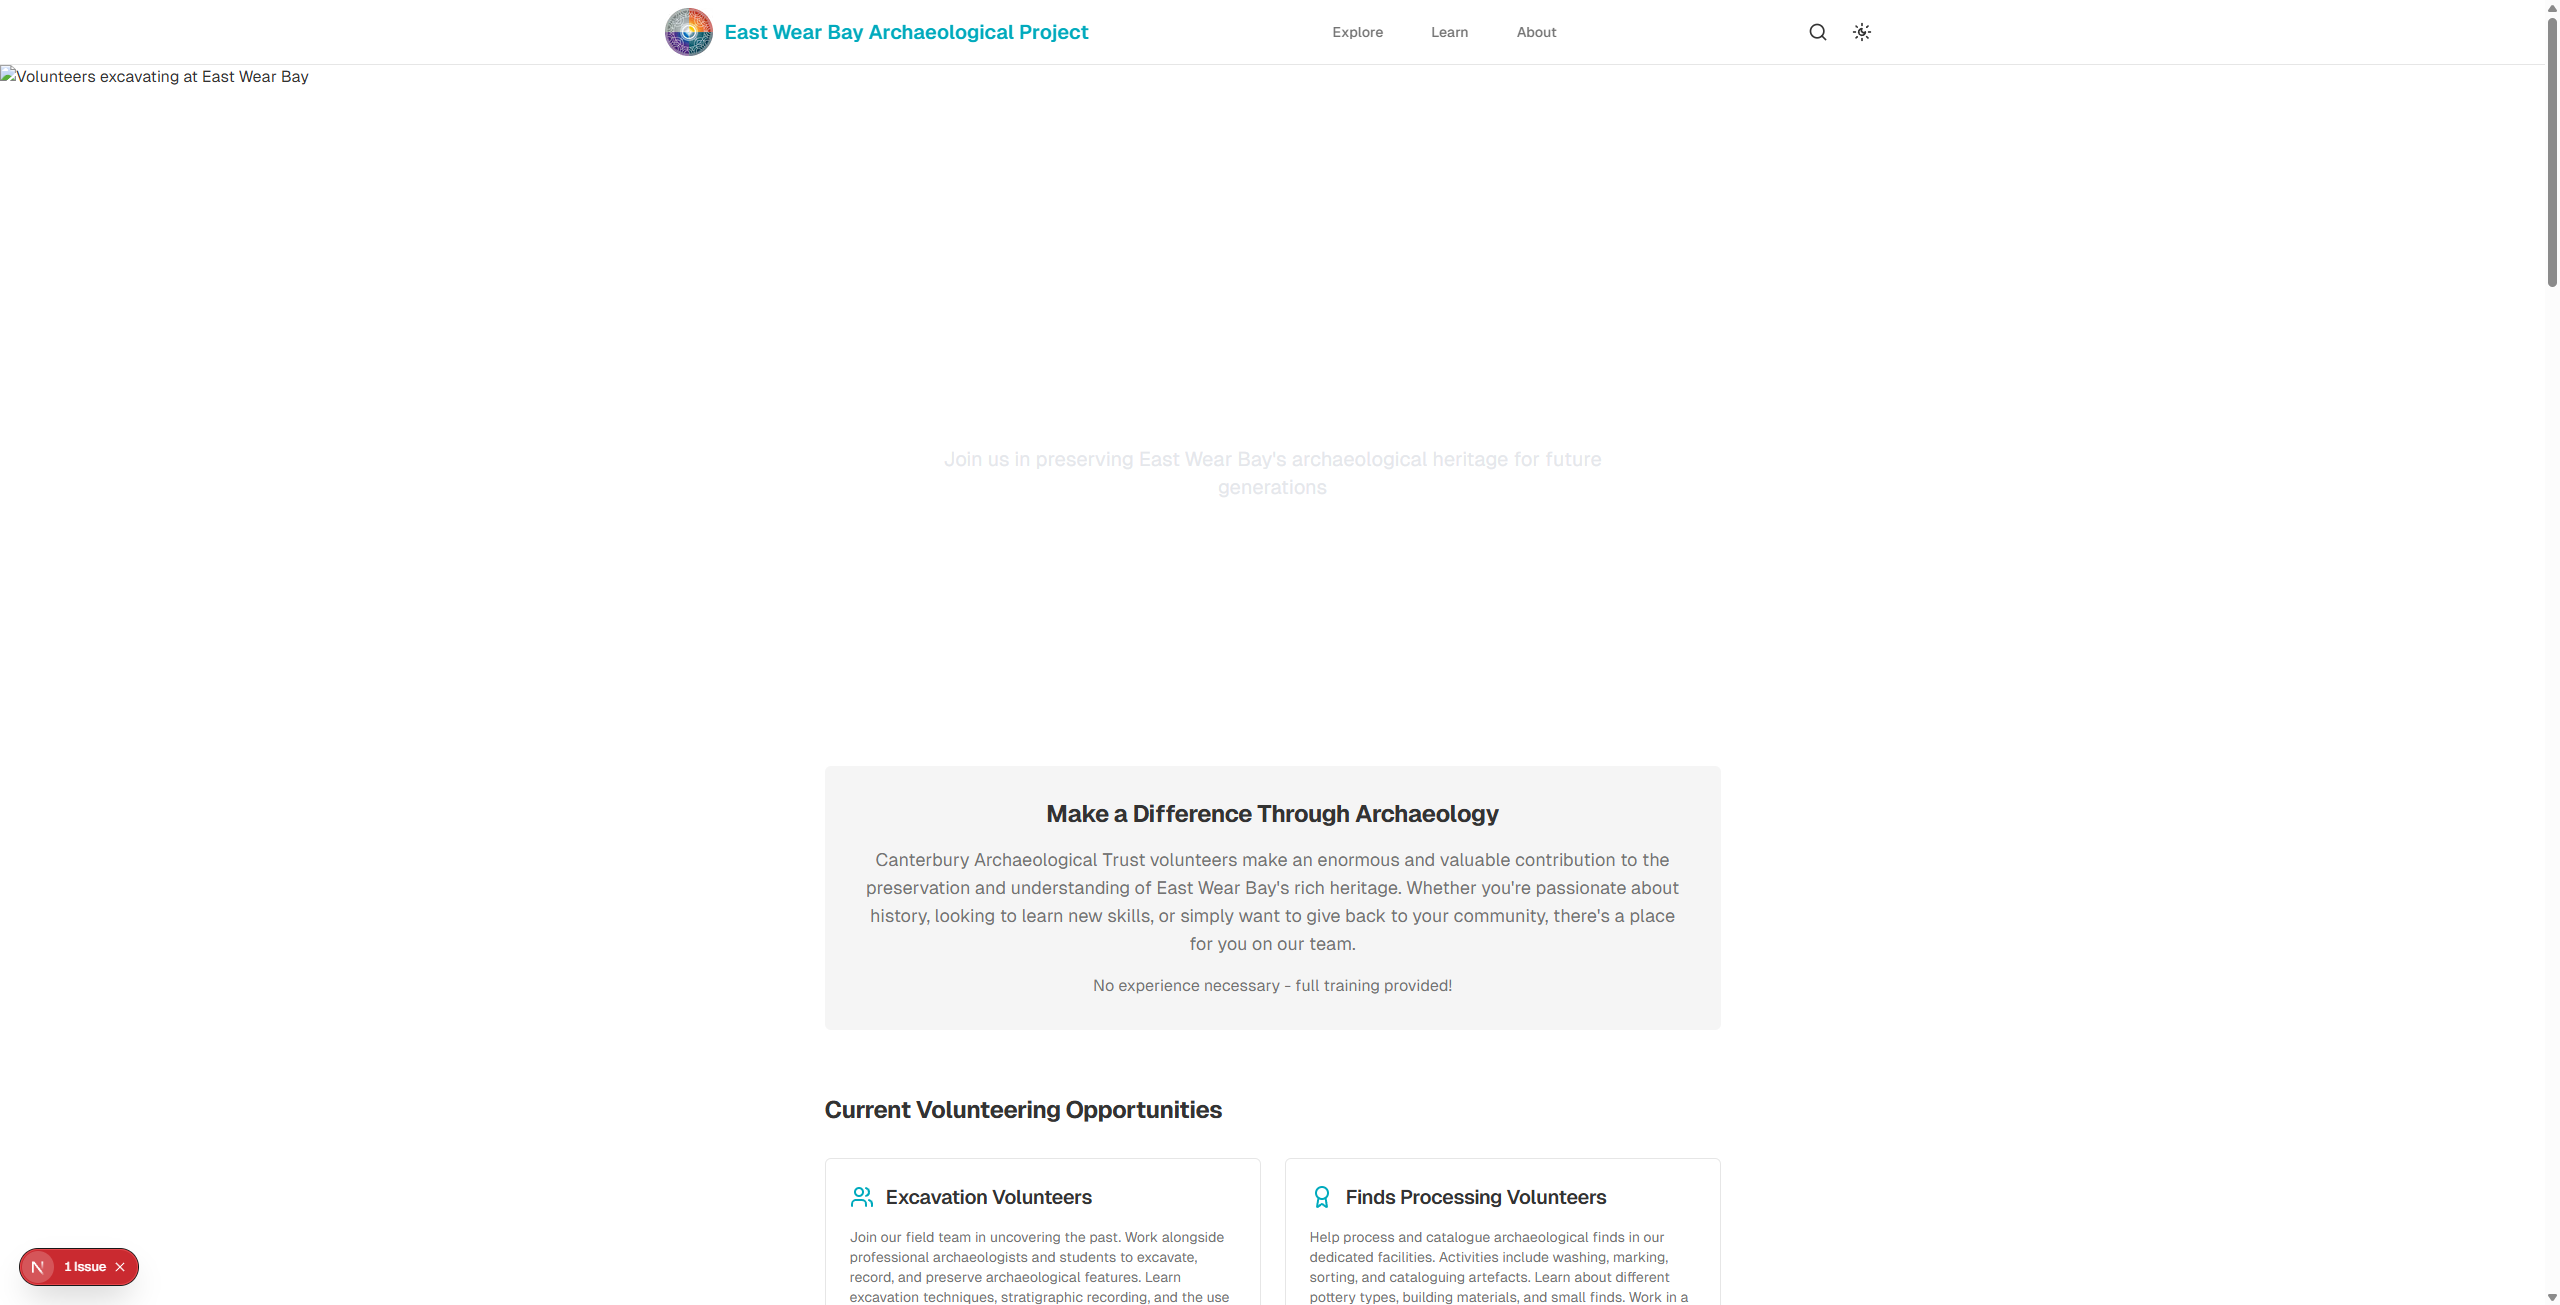 East Wear Bay Archaeological Project
Explore
Learn
About
Volunteers excavating at East Wear Bay
Join us in preserving East Wear Bay's archaeological heritage for future
generations
Make a Difference Through Archaeology
Canterbury Archaeological Trust volunteers make an enormous and valuable contribution to the
preservation and understanding of East Wear Bay's rich heritage. Whether you're passionate about
history, looking to learn new skills, or simply want to give back to your community, there's a place
for you on our team.
No experience necessary - full training provided!
Current Volunteering Opportunities
Excavation Volunteers
Join our field team in uncovering the past. Work alongside
professional archaeologists and students to excavate,
record, and preserve archaeological features. Learn
excavation techniques, stratigraphic recording, and the use
Finds Processing Volunteers
Help process and catalogue archaeological finds in our
dedicated facilities. Activities include washing, marking,
sorting, and cataloguing artefacts. Learn about different
pottery types, building materials, and small finds. Work in a
N
1 Issue